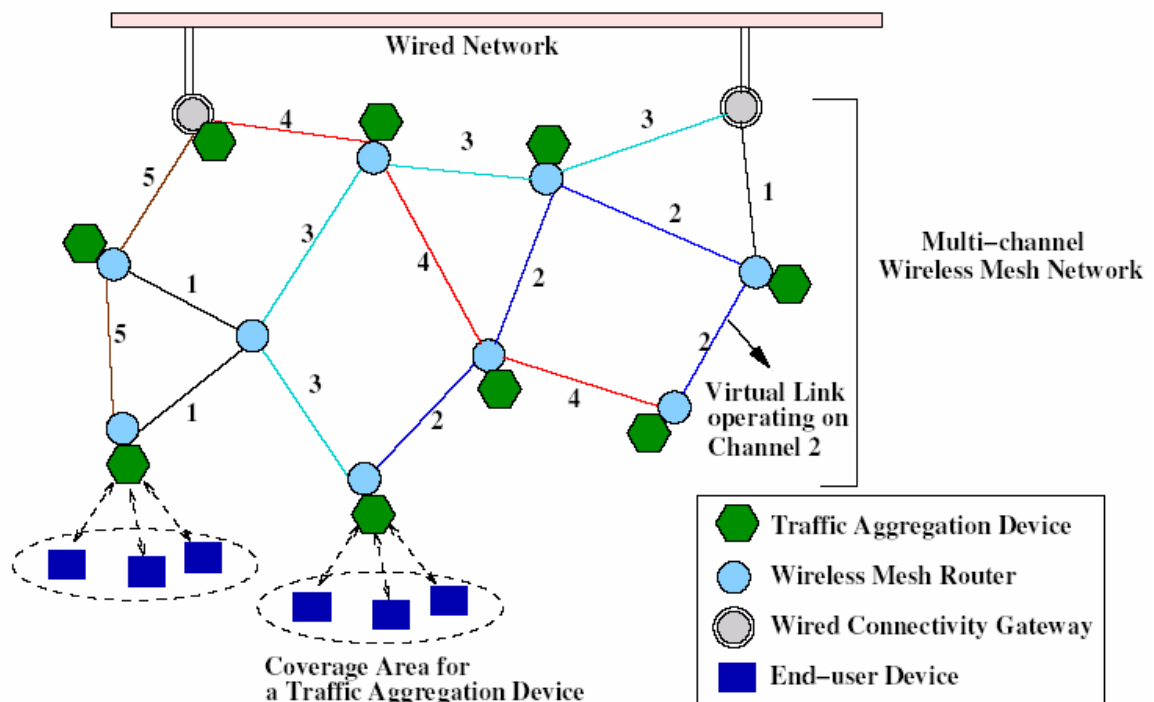 Wired Network
4
3
3
5
1
2
3
1
4
2
5
3
2
1
2
4
Multi−channel
Wireless Mesh Network
Virtual Link
operating on
Channel 2
Traffic Aggregation Device
Wireless Mesh Router
Wired Connectivity Gateway
End−user Device
Coverage Area for
a Traffic Aggregation Device